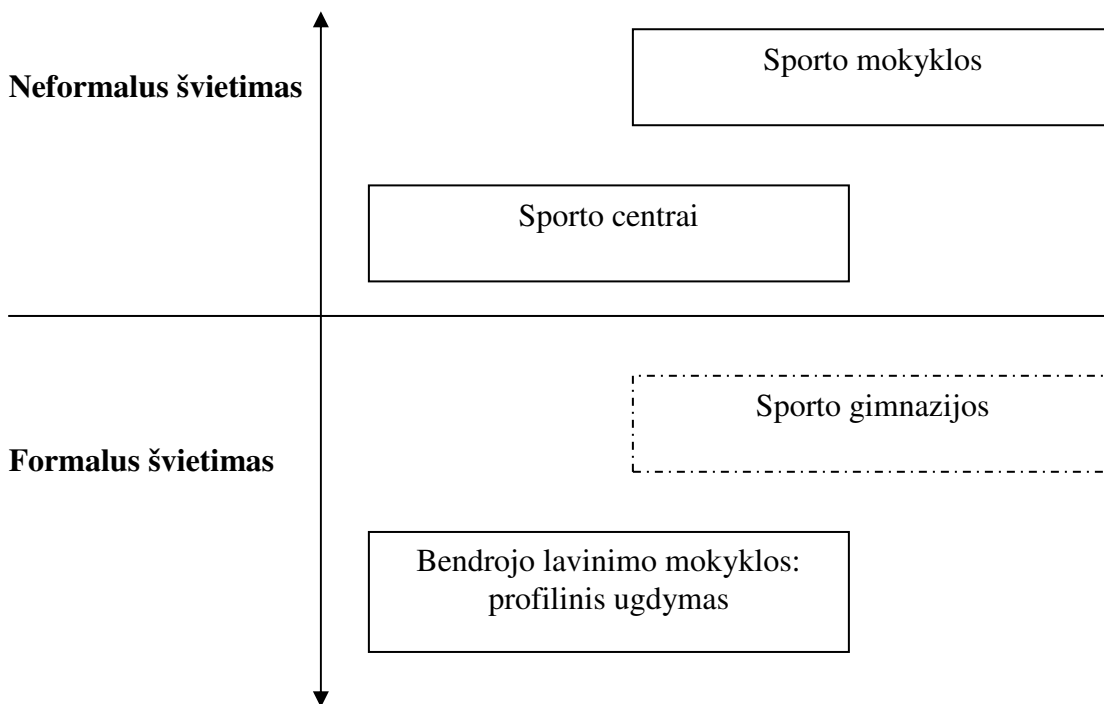 Sporto mokyklos
Neformalus švietimas
Sporto centrai
Sporto gimnazijos
Formalus švietimas
Bendrojo lavinimo mokyklos:
profilinis ugdymas